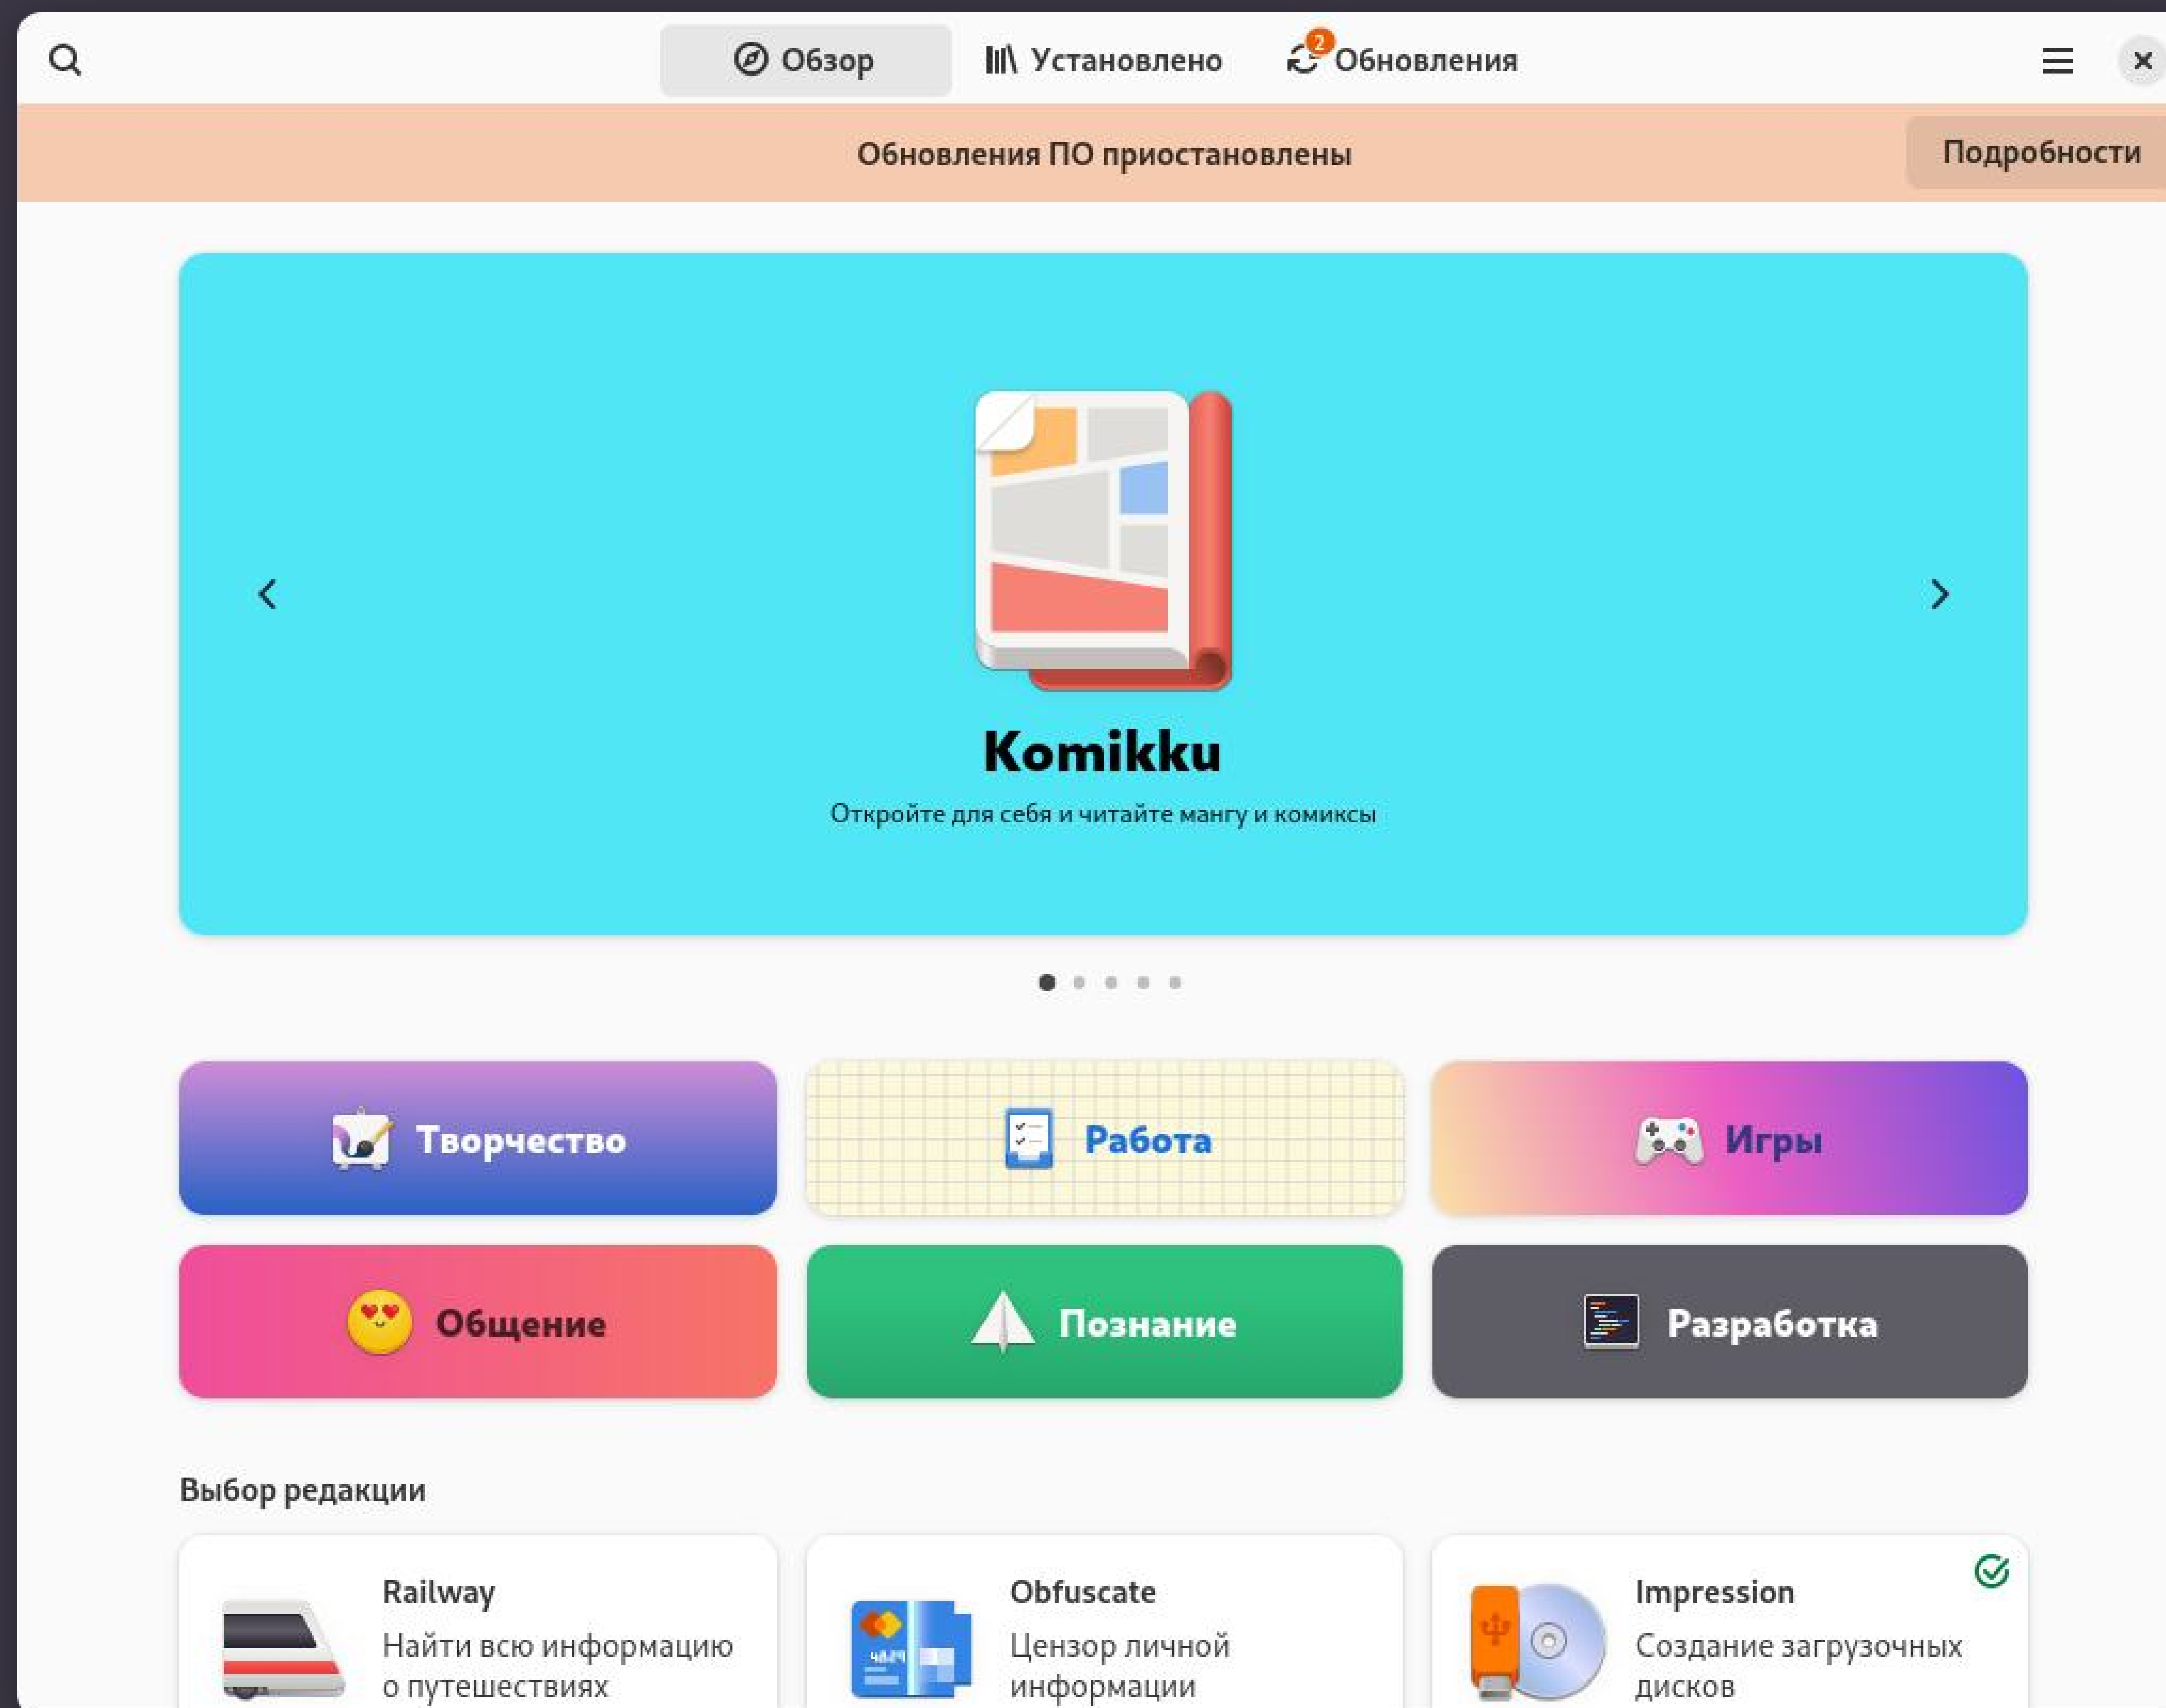 Обзор
Установлено
2
Обновления
Обновления ПО приостановлены
Подробности
Komikku
Откройте для себя и читайте мангу и комиксы
Творчество
Работа
Игры
Общение
Познание
Разработка
Выбор редакции
Railway
Найти всю информацию
о путешествиях
Obfuscate
Цензор личной
информации
Impression
Создание загрузочных
дисков